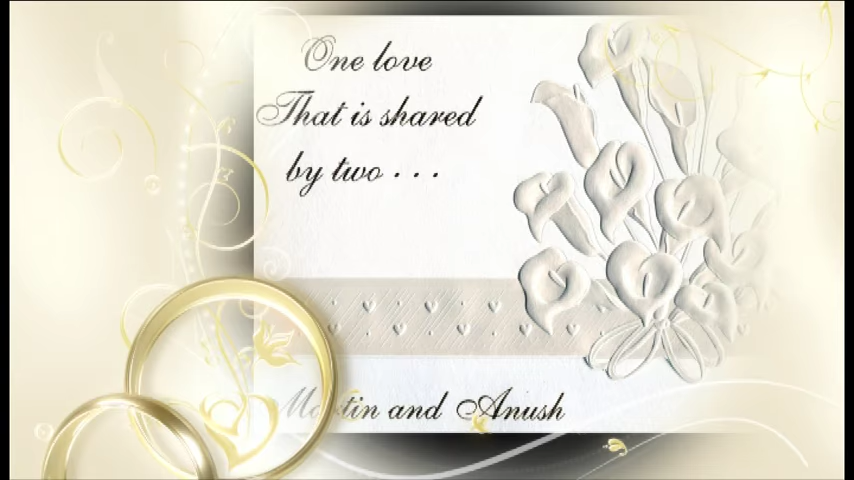 One love
That is shared
by two . . .
Martin and Anush